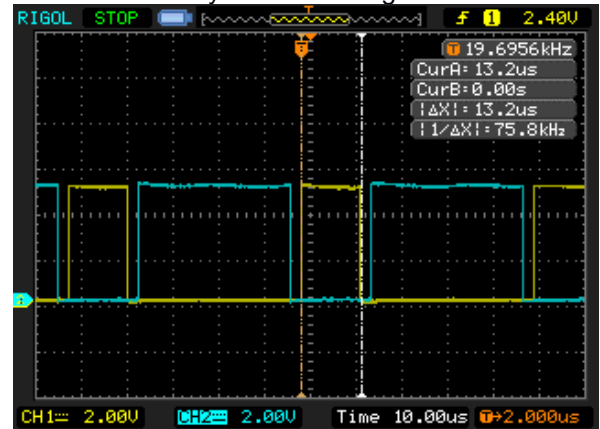 RIGOL STOP T f 1 2.40V
T 19.6956kHz
CurA: 13.2us
CurB: 0.00s
|ΔX|: 13.2us
|1/ΔX|: 75.8kHz
CH1 2.00V CH2 2.00V Time 10.00us T→2.000us